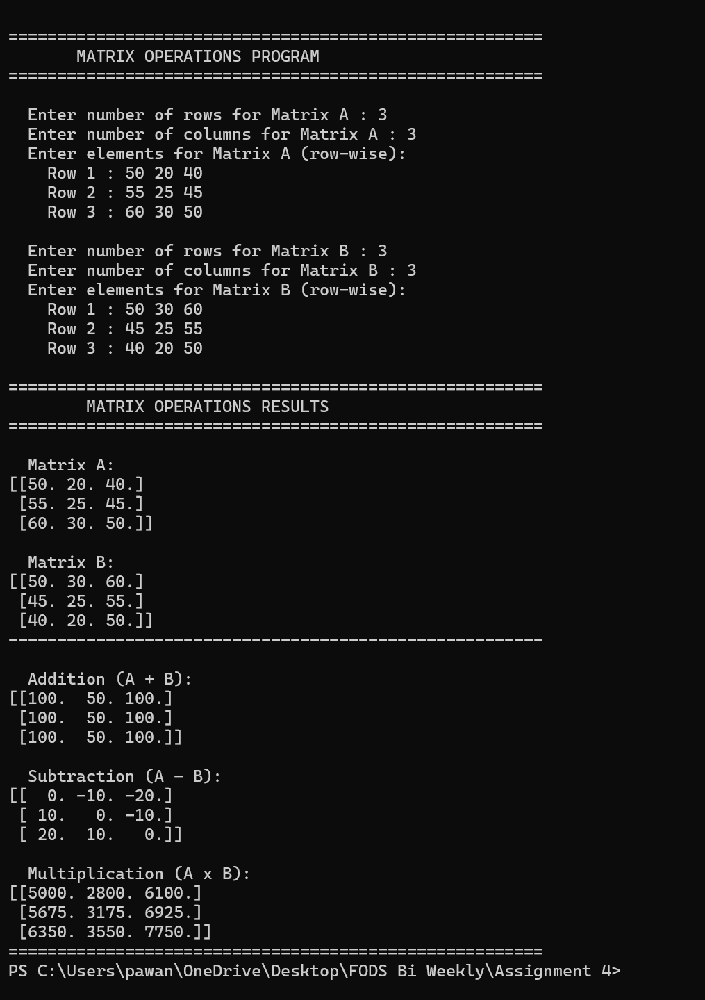 =======================================================
       MATRIX OPERATIONS PROGRAM
=======================================================

  Enter number of rows for Matrix A : 3
  Enter number of columns for Matrix A : 3
  Enter elements for Matrix A (row-wise):
    Row 1 : 50 20 40
    Row 2 : 55 25 45
    Row 3 : 60 30 50

  Enter number of rows for Matrix B : 3
  Enter number of columns for Matrix B : 3
  Enter elements for Matrix B (row-wise):
    Row 1 : 50 30 60
    Row 2 : 45 25 55
    Row 3 : 40 20 50

=======================================================
        MATRIX OPERATIONS RESULTS
=======================================================

  Matrix A:
[[50. 20. 40.]
 [55. 25. 45.]
 [60. 30. 50.]]

  Matrix B:
[[50. 30. 60.]
 [45. 25. 55.]
 [40. 20. 50.]]
-------------------------------------------------------

  Addition (A + B):
[[100.  50. 100.]
 [100.  50. 100.]
 [100.  50. 100.]]

  Subtraction (A - B):
[[  0. -10. -20.]
 [ 10.   0. -10.]
 [ 20.  10.   0.]]

  Multiplication (A x B):
[[5000. 2800. 6100.]
 [5675. 3175. 6925.]
 [6350. 3550. 7750.]]
=======================================================
PS C:\Users\pawan\OneDrive\Desktop\FODS Bi Weekly\Assignment 4>